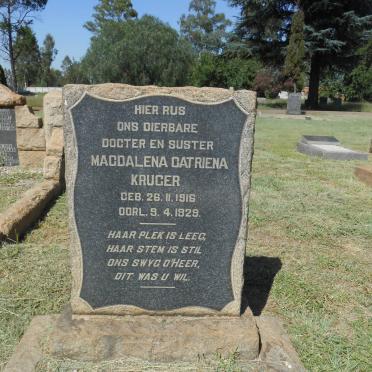 HIER RUS
ONS DIERBARE
DOGTER EN SUSTER
MAGDALENA CATRIENA
KRUGER
GEB. 26. 11. 1916
OORL. 9. 4. 1929.
HAAR PLEK IS LEEG,
HAAR STEM IS STIL
ONS SWYG O'HEER,
DIT WAS U WIL.